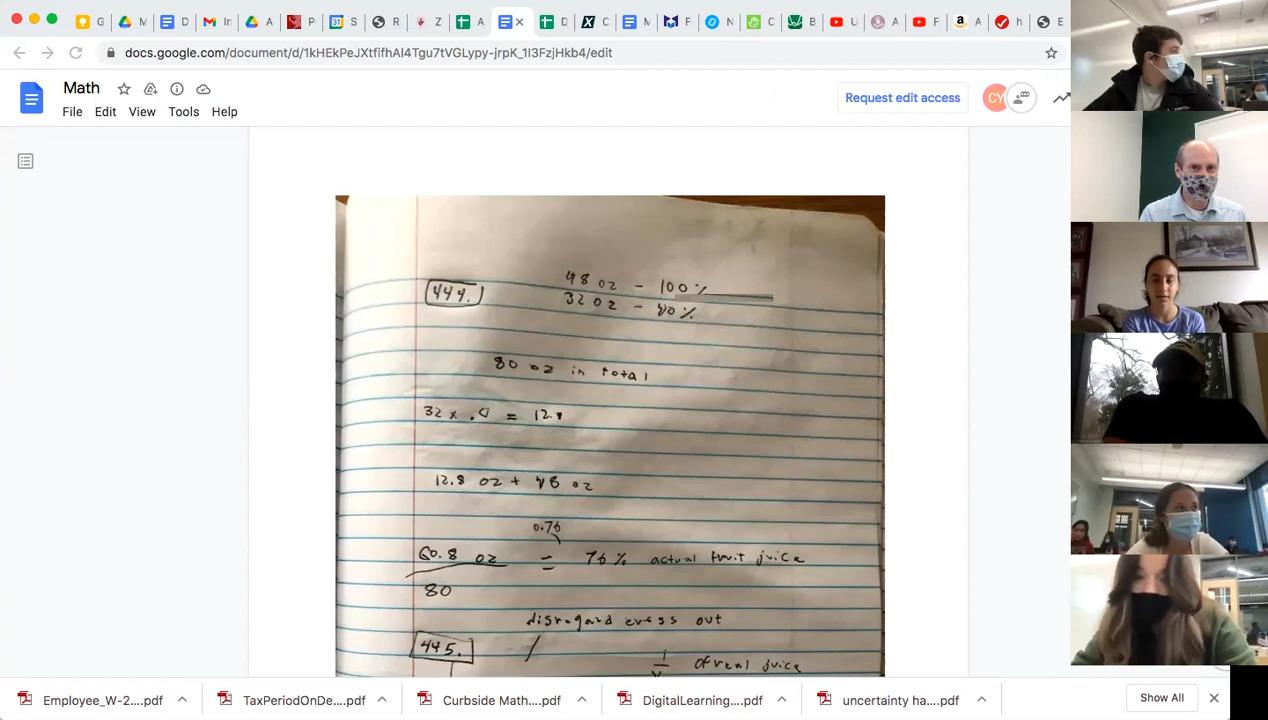 G
M
D
In
A
P
S
R
Z
A
D
C
M
F
N
C
B
U
A
F
A
h
E
docs.google.com/document/d/1kHEkPeJXtfifhAI4Tgu7tVGLypy-jrpK_1I3FzjHkb4/edit
Math
Request edit access
CY
File Edit View Tools Help
48 oz - 100%
444.
32 oz - 40%
80 oz in total
32 x .4 = 12.8
12.8 oz + 48 oz
0.76
60.8 oz = 76% actual fruit juice
80
disregard cross out
445.
1 of real juice
Employee_W-2....pdf
TaxPeriodOnDe....pdf
Curbside Math....pdf
DigitalLearning....pdf
uncertainty ha....pdf
Show All